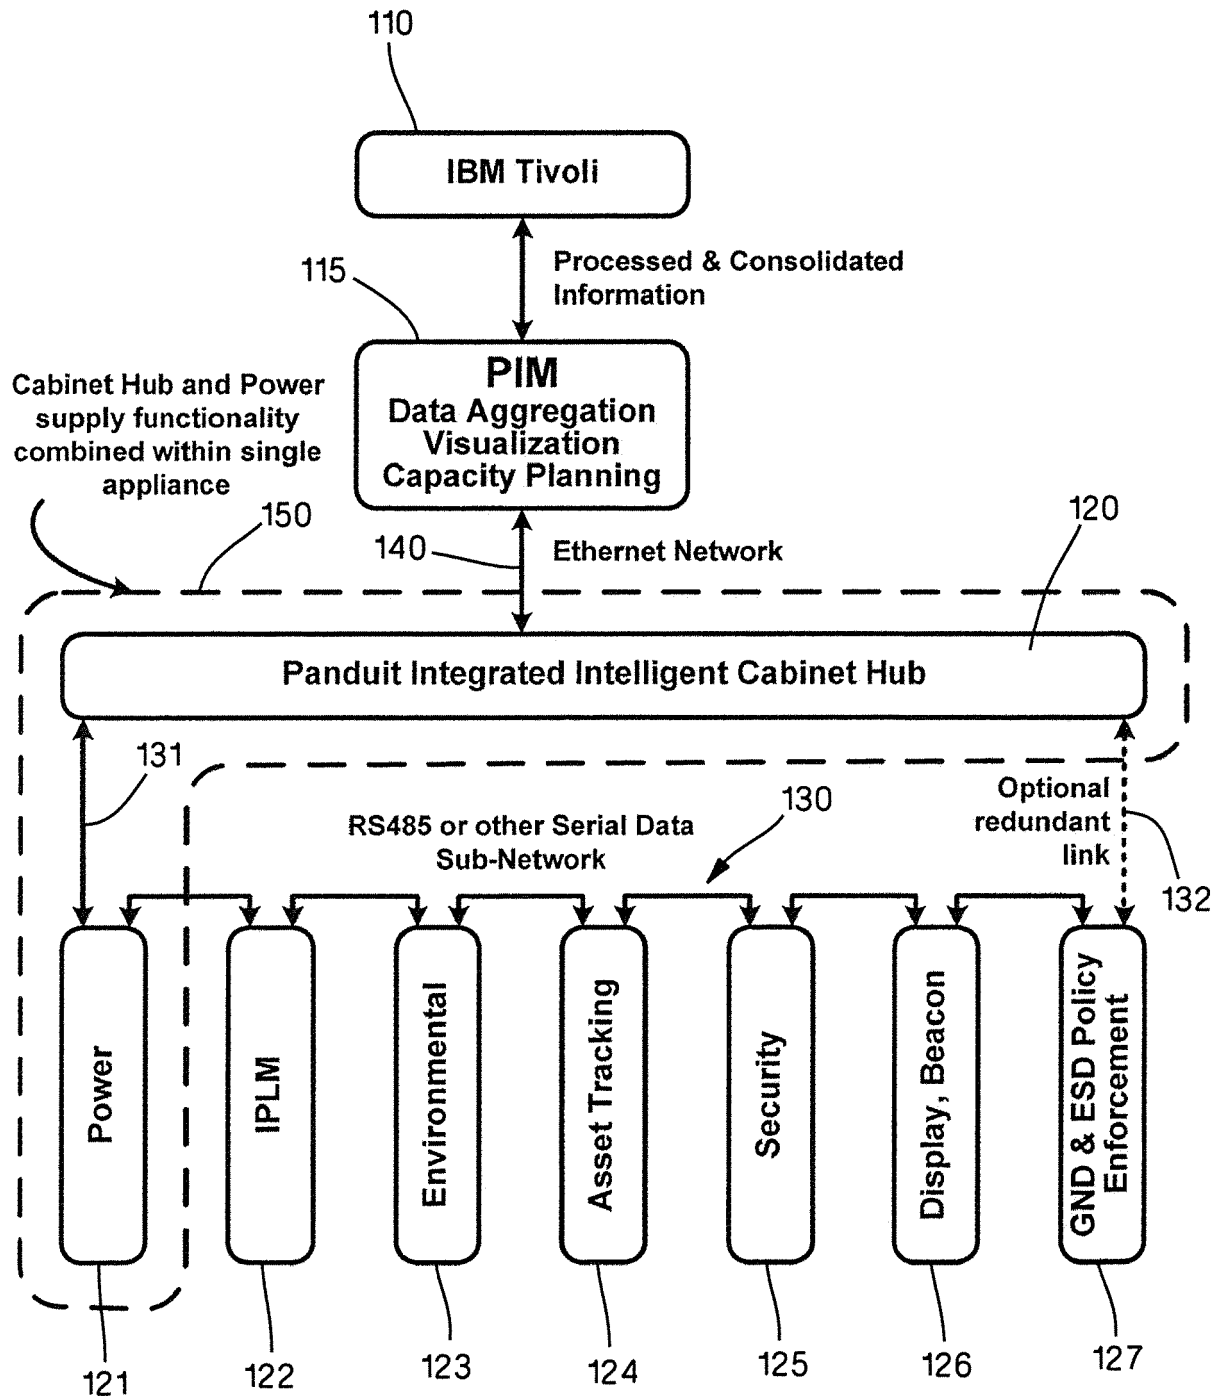 110
IBM Tivoli
115
Processed & Consolidated
Information
PIM
Data Aggregation
Visualization
Capacity Planning
Cabinet Hub and Power
supply functionality
combined within single
appliance
150
140
Ethernet Network
120
Panduit Integrated Intelligent Cabinet Hub
131
RS485 or other Serial Data
Sub-Network
130
Optional
redundant
link
132
Power
IPLM
Environmental
Asset Tracking
Security
Display, Beacon
GND & ESD Policy
Enforcement
121
122
123
124
125
126
127